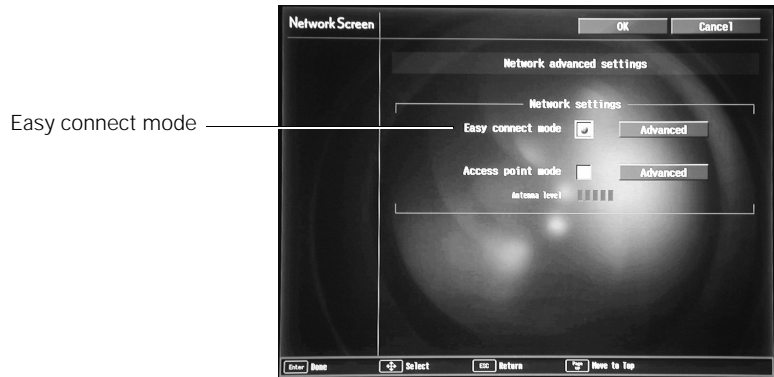 Network Screen
OK
Cancel
Network advanced settings
Network settings
Easy connect mode
Easy connect mode
Advanced
Access point mode
Advanced
Antenna level
Enter Done
Select
ESC Return
Page Move to Top